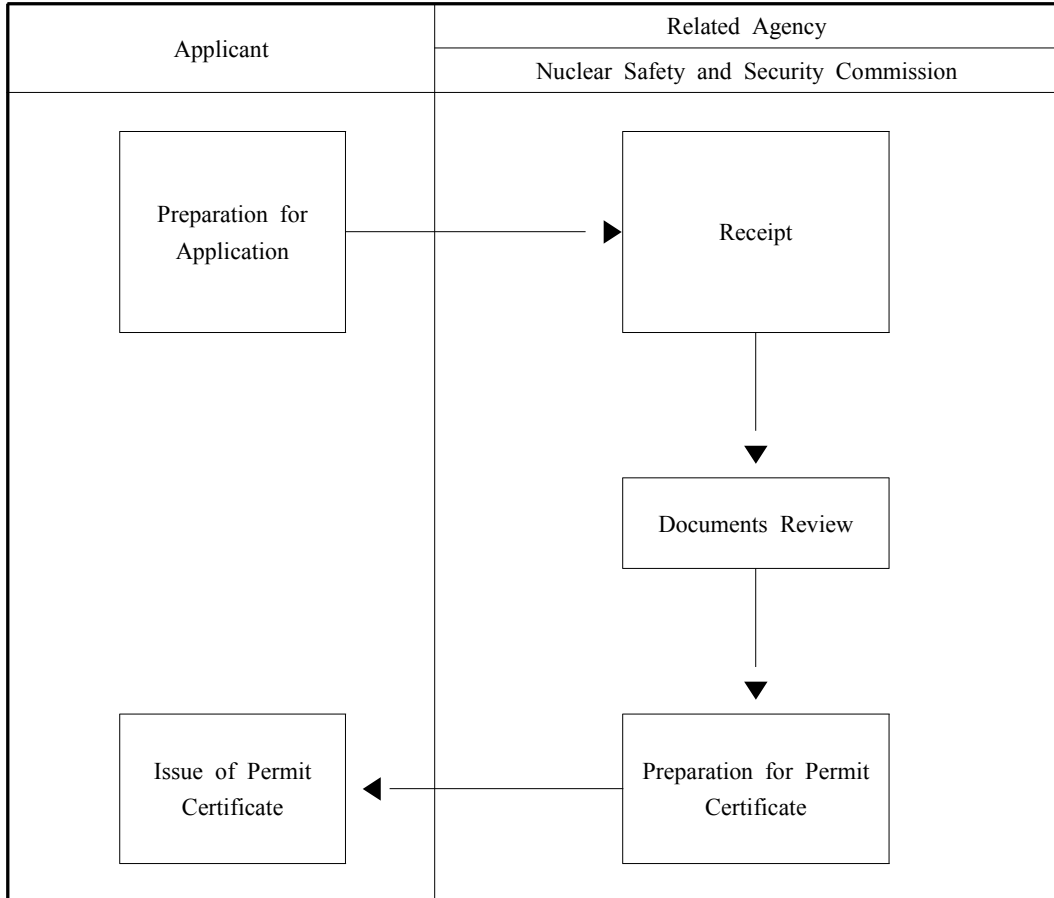 Applicant
Related Agency
Nuclear Safety and Security Commission
Preparation for
Application
Receipt
Documents Review
Issue of Permit
Certificate
Preparation for Permit
Certificate